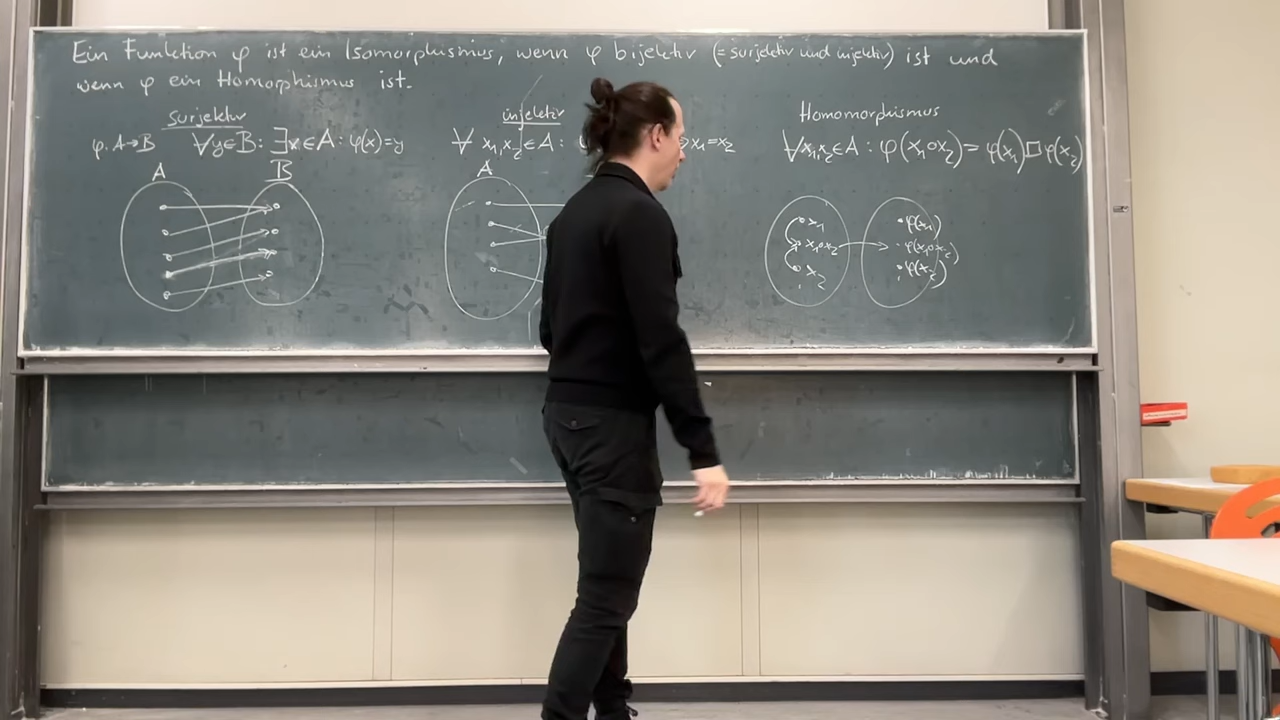 Ein Funktion φ ist ein Isomorphismus, wenn φ bijektiv (= surjektiv und injektiv) ist und
wenn φ ein Homorphismus ist.
surjektiv
φ: A→B ∀y∈B: ∃x∈A: φ(x)=y
A B
injektiv
∀ x₁,x₂∈A: ⇒x₁=x₂
A
Homomorphismus
∀x₁,x₂∈A: φ(x₁∘x₂)= φ(x₁)□φ(x₂)
x₁
x₁∘x₂
x₂
φ(x₁)
φ(x₁∘x₂)
φ(x₂)